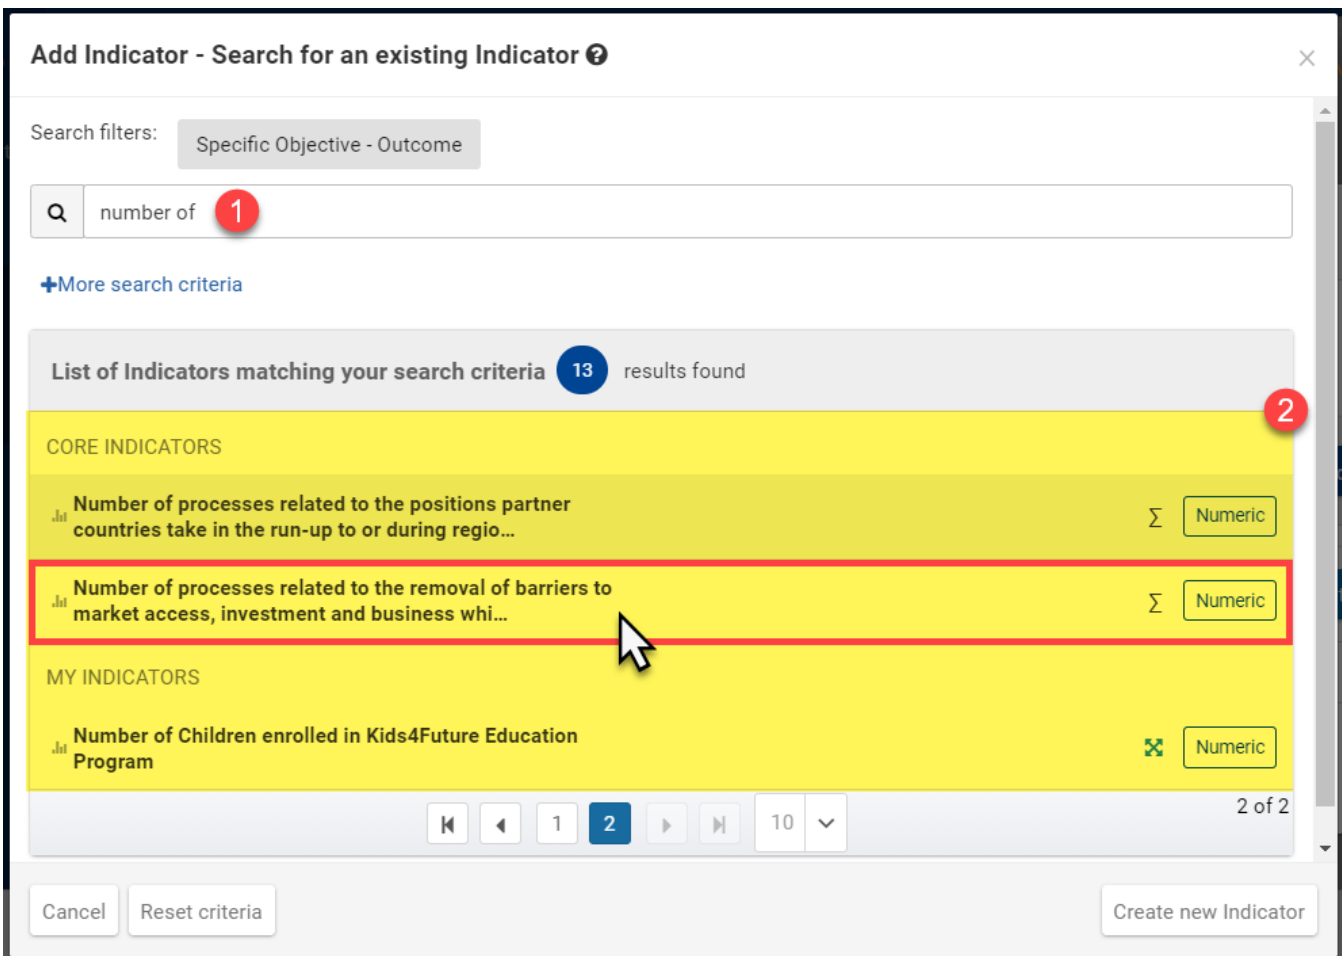 Add Indicator - Search for an existing Indicator ?
Search filters:
Specific Objective - Outcome
number of
1
+More search criteria
List of Indicators matching your search criteria 13 results found
2
CORE INDICATORS
Number of processes related to the positions partner
countries take in the run-up to or during regio...
Σ Numeric
Number of processes related to the removal of barriers to
market access, investment and business whi...
Σ Numeric
MY INDICATORS
Number of Children enrolled in Kids4Future Education
Program
Numeric
1 2 10
2 of 2
Cancel Reset criteria Create new Indicator